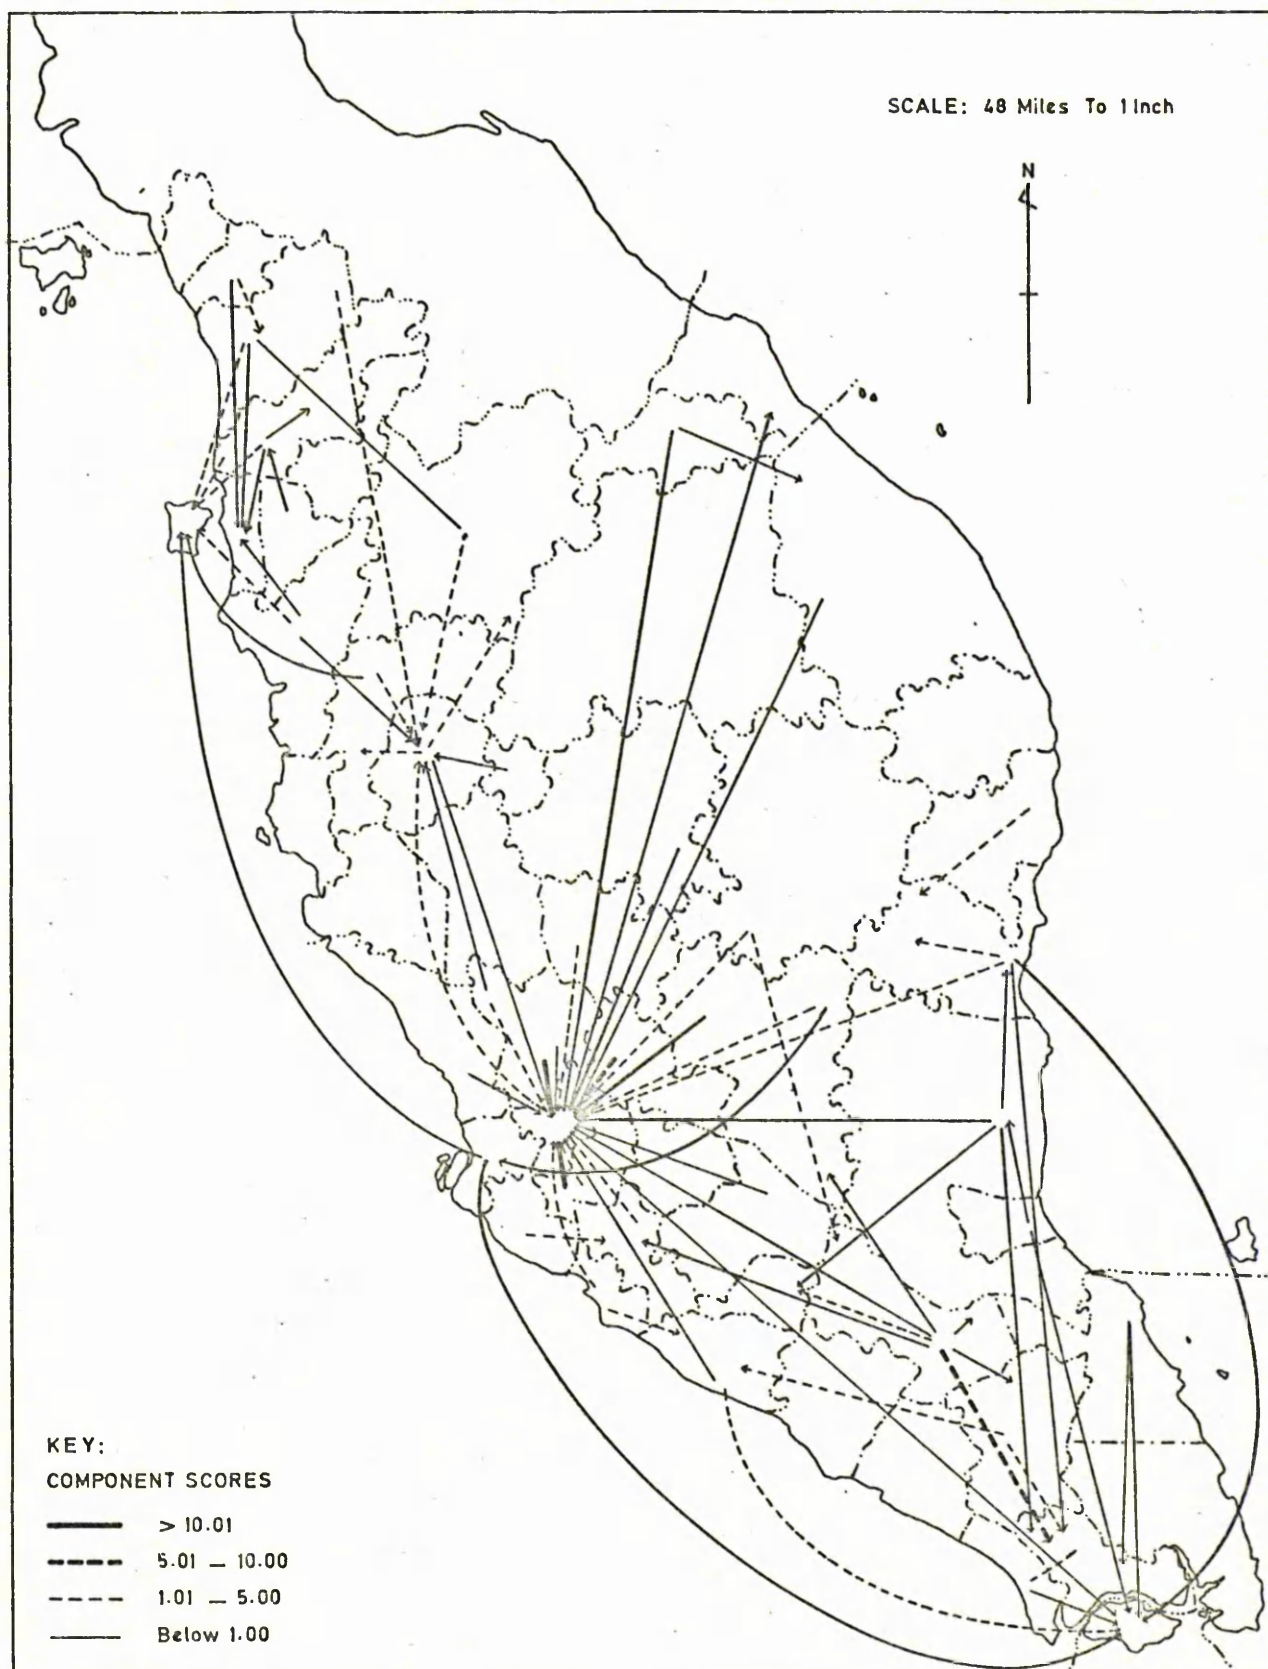 SCALE: 48 Miles To 1 Inch
N
KEY:
COMPONENT SCORES
> 10.01
5.01 — 10.00
1.01 — 5.00
Below 1.00